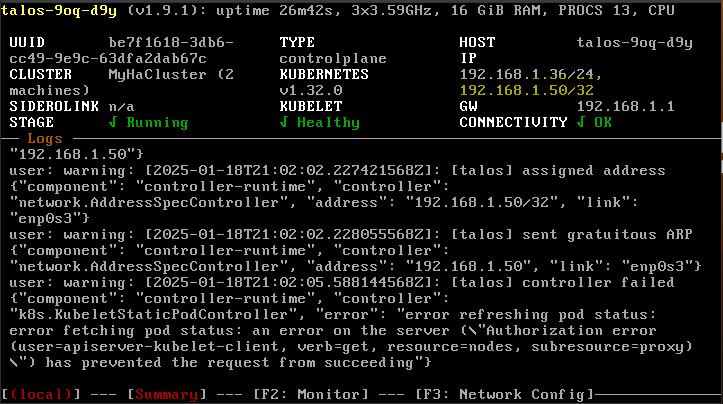 talos-9oq-d9y (v1.9.1): uptime 26m42s, 3x3.59GHz, 16 GiB RAM, PROCS 13, CPU
UUID be7f1618-3db6- TYPE HOST talos-9oq-d9y
cc49-9e9c-63dfa2dab67c controlplane IP
CLUSTER MyHaCluster (2 KUBERNETES 192.168.1.36/24,
machines) v1.32.0 192.168.1.50/32
SIDEROLINK n/a KUBELET GW 192.168.1.1
STAGE √ Running √ Healthy CONNECTIVITY √ OK
Logs
"192.168.1.50"}
user: warning: [2025-01-18T21:02:02.227421568Z]: [talos] assigned address
{"component": "controller-runtime", "controller":
"network.AddressSpecController", "address": "192.168.1.50/32", "link":
"enp0s3"}
user: warning: [2025-01-18T21:02:02.228055568Z]: [talos] sent gratuitous ARP
{"component": "controller-runtime", "controller":
"network.AddressSpecController", "address": "192.168.1.50", "link": "enp0s3"}
user: warning: [2025-01-18T21:02:05.588144568Z]: [talos] controller failed
{"component": "controller-runtime", "controller":
"k8s.KubeletStaticPodController", "error": "error refreshing pod status:
error fetching pod status: an error on the server (\"Authorization error
(user=apiserver-kubelet-client, verb=get, resource=nodes, subresource=proxy)
\") has prevented the request from succeeding"}
[(local)] --- [Summary] --- [F2: Monitor] --- [F3: Network Config]